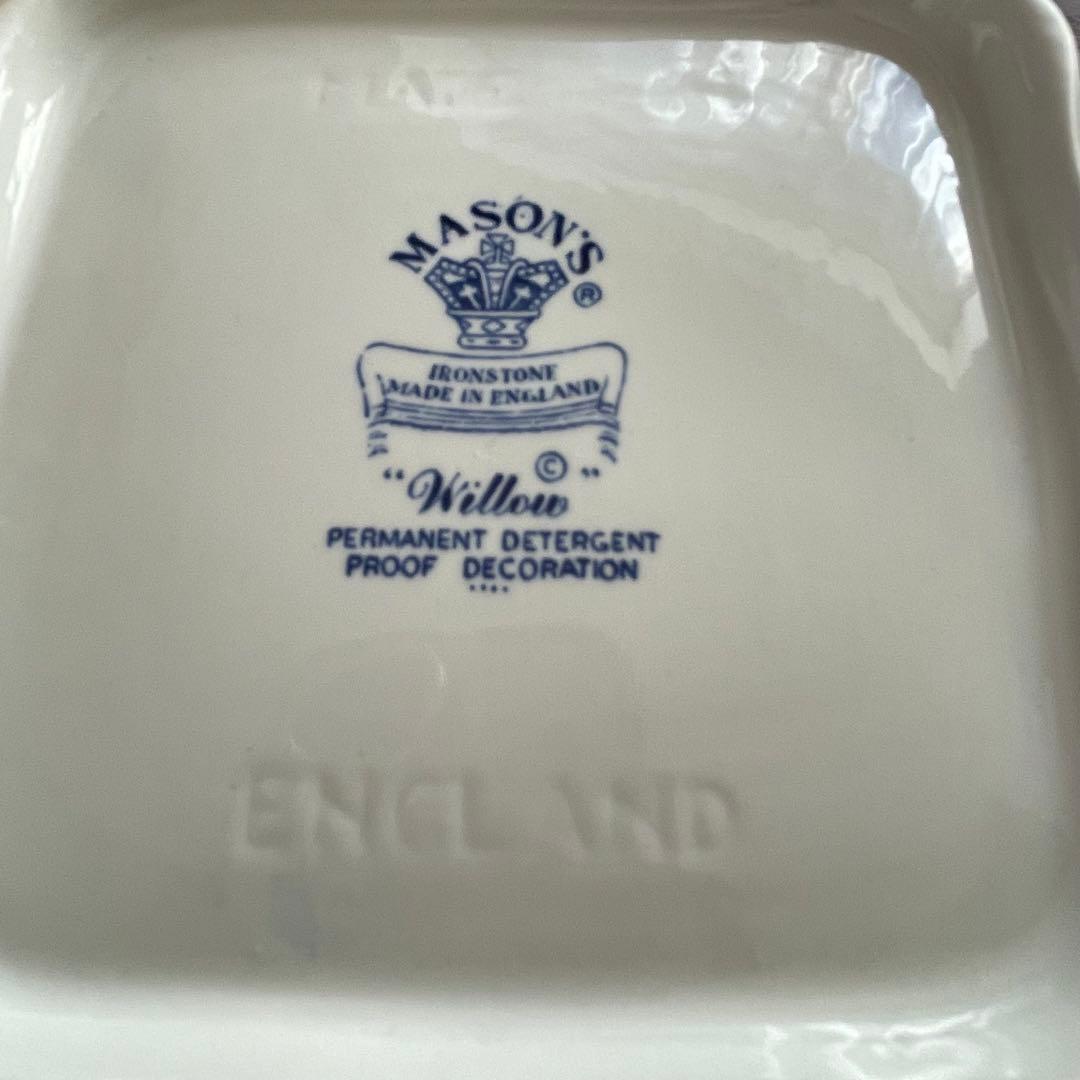 MASON'S ®
IRONSTONE
MADE IN ENGLAND
"Willow" ©
PERMANENT DETERGENT
PROOF DECORATION
ENGLAND